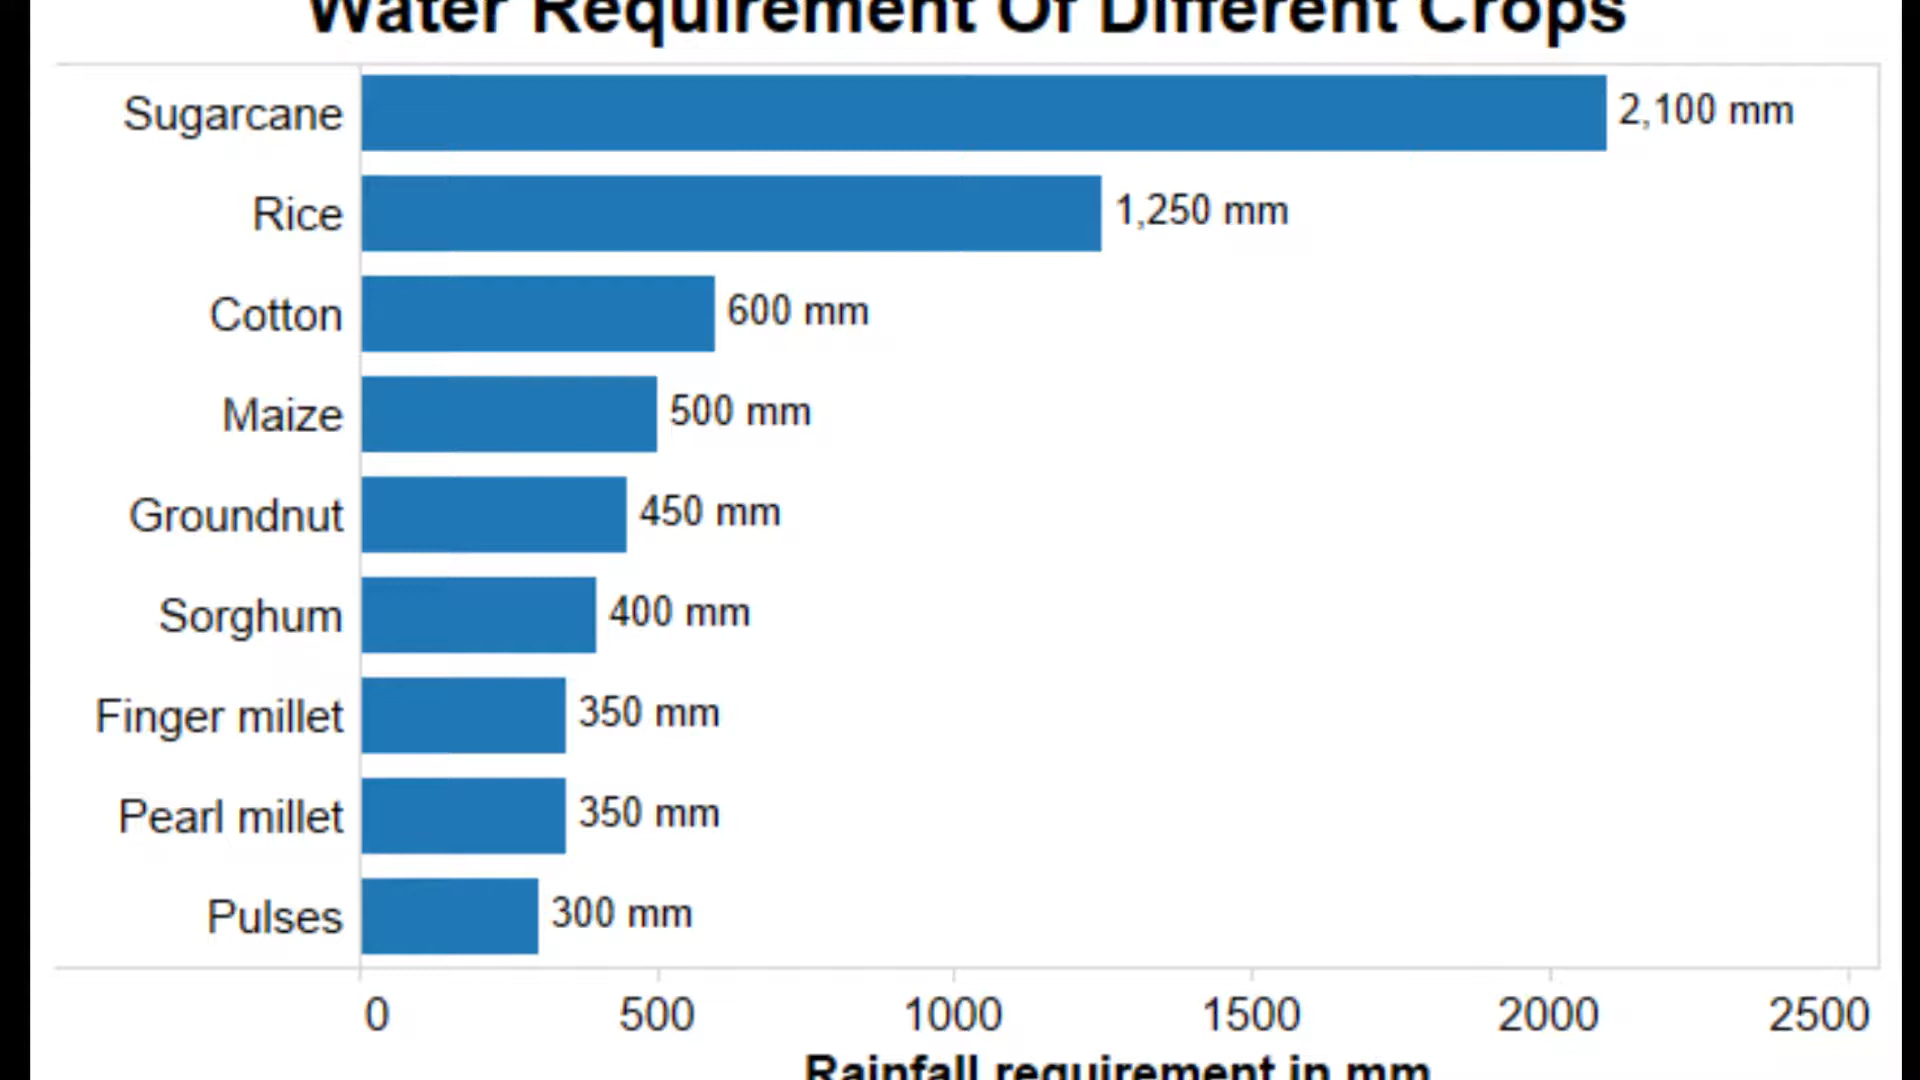 Water Requirement Of Different Crops
Sugarcane 2,100 mm
Rice 1,250 mm
Cotton 600 mm
Maize 500 mm
Groundnut 450 mm
Sorghum 400 mm
Finger millet 350 mm
Pearl millet 350 mm
Pulses 300 mm
0 500 1000 1500 2000 2500
Rainfall requirement in mm